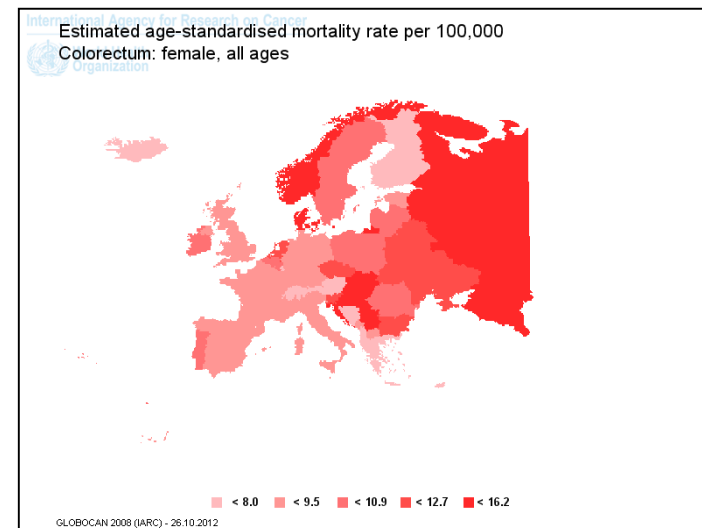 International Agency for Research on Cancer
Estimated age-standardised mortality rate per 100,000
Colorectum: female, all ages
Organization
< 8.0 < 9.5 < 10.9 < 12.7 < 16.2
GLOBOCAN 2008 (IARC) - 26.10.2012